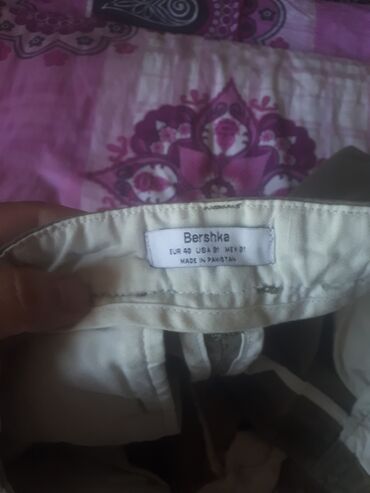 Bershka
EUR 40 USA 31 MEX 31
MADE IN PAKISTAN